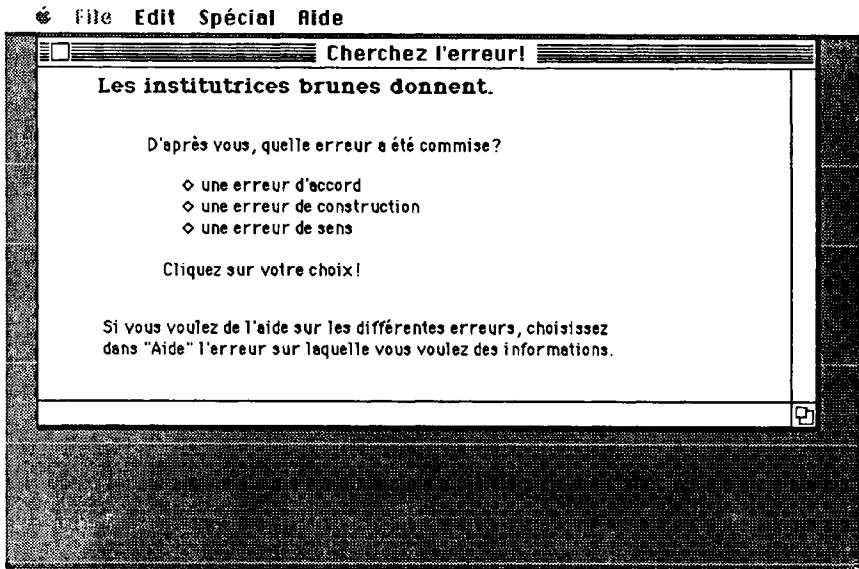 File Edit Spécial Aide
Cherchez l'erreur!
Les institutrices brunes donnent.
D'après vous, quelle erreur a été commise?
◇ une erreur d'accord
◇ une erreur de construction
◇ une erreur de sens
Cliquez sur votre choix!
Si vous voulez de l'aide sur les différentes erreurs, choisissez
dans "Aide" l'erreur sur laquelle vous voulez des informations.